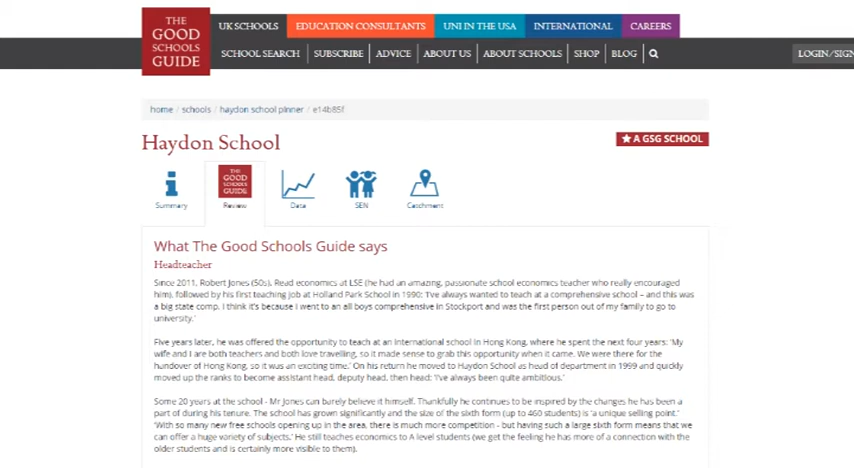 THE
GOOD
SCHOOLS
GUIDE
UK SCHOOLS EDUCATION CONSULTANTS UNI IN THE USA INTERNATIONAL CAREERS
SCHOOL SEARCH SUBSCRIBE ADVICE ABOUT US ABOUT SCHOOLS SHOP BLOG
LOGIN/SIGN
home / schools / haydon school pinner / e14b85f
Haydon School
★ A GSG SCHOOL
THE
GOOD
SCHOOLS
GUIDE
Summary Review Data SEN Catchment
What The Good Schools Guide says
Headteacher
Since 2011, Robert Jones (50s). Read economics at LSE (he had an amazing, passionate school economics teacher who really encouraged
him), followed by his first teaching job at Holland Park School in 1990: 'I've always wanted to teach at a comprehensive school – and this was
a big state comp. I think it's because I went to an all boys comprehensive in Stockport and was the first person out of my family to go to
university.'
Five years later, he was offered the opportunity to teach at an international school in Hong Kong, where he spent the next four years: 'My
wife and I are both teachers and both love travelling, so it made sense to grab this opportunity when it came. We were there for the
handover of Hong Kong, so it was an exciting time.' On his return he moved to Haydon School as head of department in 1999 and quickly
moved up the ranks to become assistant head, deputy head, then head: 'I've always been quite ambitious.'
Some 20 years at the school - Mr Jones can barely believe it himself. Thankfully he continues to be inspired by the changes he has been a
part of during his tenure. The school has grown significantly and the size of the sixth form (up to 460 students) is 'a unique selling point.'
'With so many new free schools opening up in the area, there is much more competition - but having such a large sixth form means that we
can offer a huge variety of subjects.' He still teaches economics to A level students (we get the feeling he has more of a connection with the
older students and is certainly more visible to them).